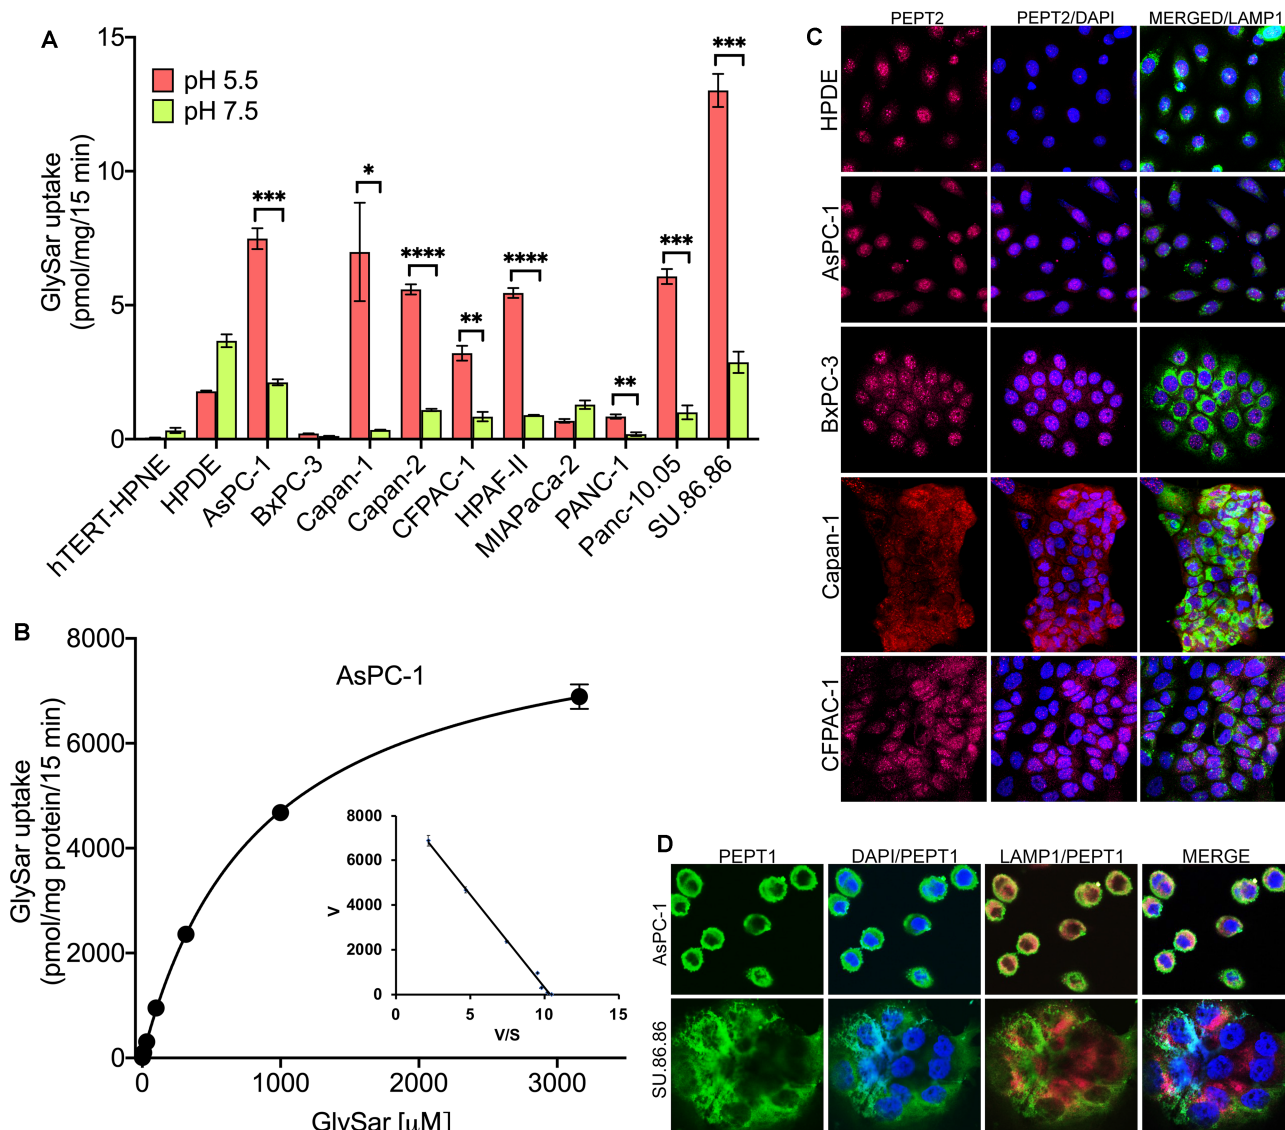 A
15
10
5
0
GlySar uptake
(pmol/mg/15 min)
pH 5.5
pH 7.5
***
*
****
**
****
**
***
***
hTERT-HPNE
HPDE
AsPC-1
BxPC-3
Capan-1
Capan-2
CFPAC-1
HPAF-II
MIAPaCa-2
PANC-1
Panc-10.05
SU.86.86
B
8000
6000
4000
2000
0
GlySar uptake
(pmol/mg protein/15 min)
AsPC-1
0
1000
2000
3000
GlySar [µM]
8000
6000
4000
2000
0
V
0
5
10
15
V/S
C
PEPT2
PEPT2/DAPI
MERGED/LAMP1
HPDE
AsPC-1
BxPC-3
Capan-1
CFPAC-1
D
PEPT1
DAPI/PEPT1
LAMP1/PEPT1
MERGE
AsPC-1
SU.86.86